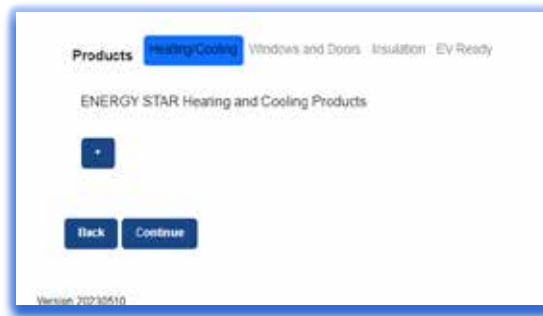 Products Heating/Cooling Windows and Doors Insulation EV Ready
ENERGY STAR Heating and Cooling Products
+
Back Continue
Version 20230510